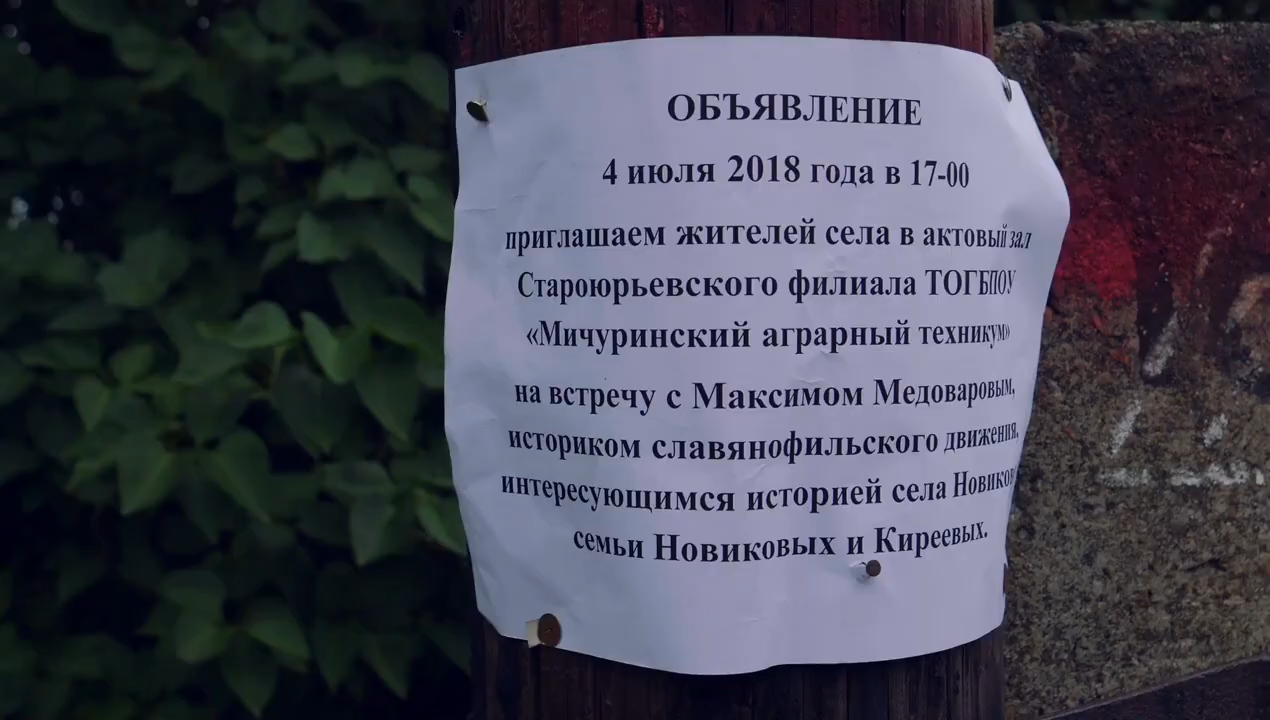 ОБЪЯВЛЕНИЕ
4 июля 2018 года в 17-00
приглашаем жителей села в актовый зал
Староюрьевского филиала ТОГБПОУ
«Мичуринский аграрный техникум»
на встречу с Максимом Медоваровым,
историком славянофильского движения,
интересующимся историей села
семьи Новиковых и Киреевых.